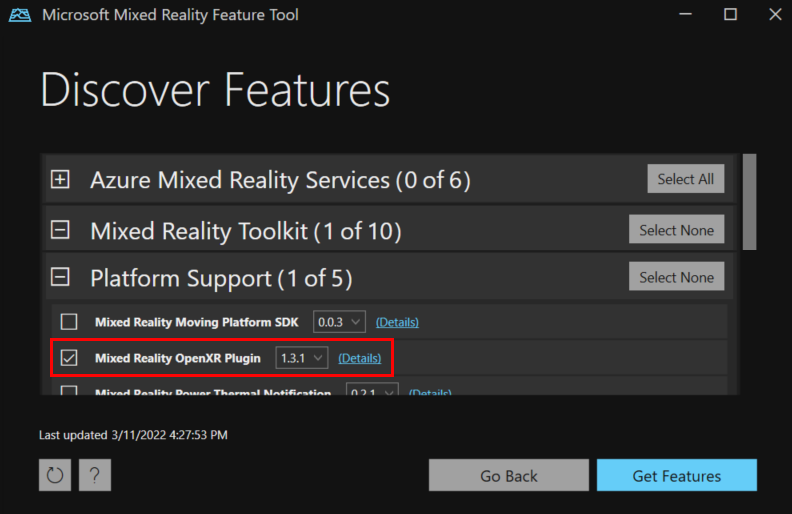 Microsoft Mixed Reality Feature Tool
Discover Features
Azure Mixed Reality Services (0 of 6) Select All
Mixed Reality Toolkit (1 of 10) Select None
Platform Support (1 of 5) Select None
Mixed Reality Moving Platform SDK 0.0.3 (Details)
Mixed Reality OpenXR Plugin 1.3.1 (Details)
Mixed Reality Power Thermal Notification 0.2.1 (Details)
Last updated 3/11/2022 4:27:53 PM
? Go Back Get Features